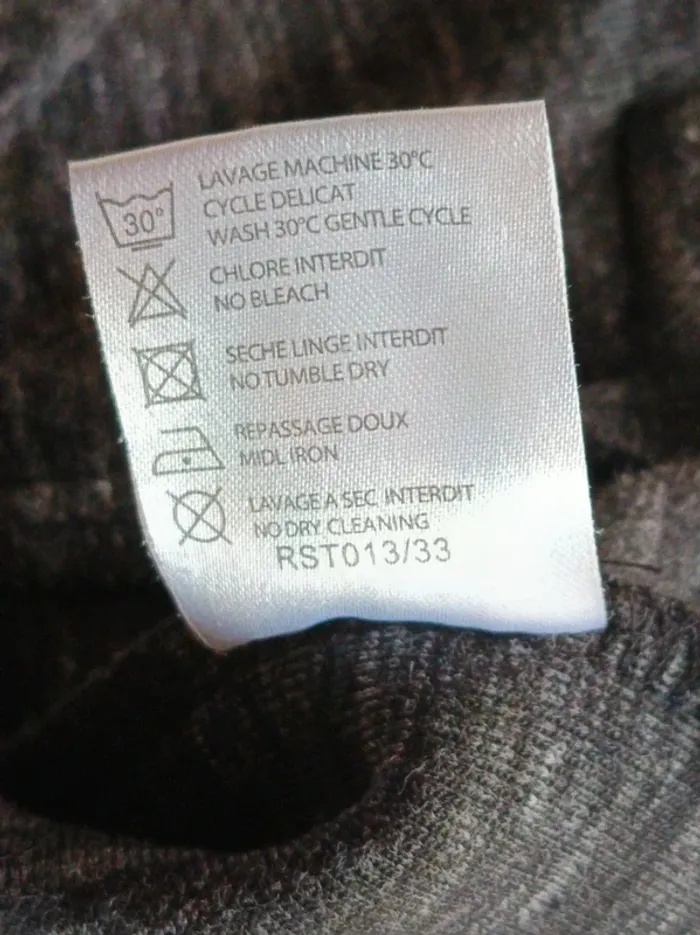 30°
LAVAGE MACHINE 30°C
CYCLE DELICAT
WASH 30°C GENTLE CYCLE
CHLORE INTERDIT
NO BLEACH
SECHE LINGE INTERDIT
NO TUMBLE DRY
REPASSAGE DOUX
MIDL IRON
LAVAGE A SEC INTERDIT
NO DRY CLEANING
RST013/33